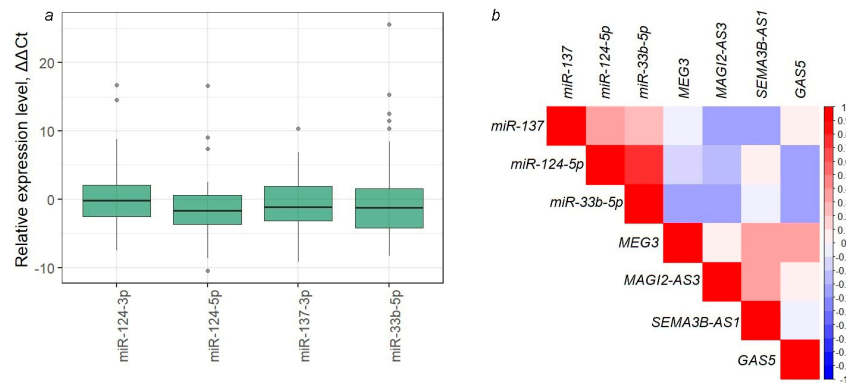 a
Relative expression level, ΔΔCt
20
10
0
-10
miR-124-3p
miR-124-5p
miR-137-3p
miR-33b-5p
b
miR-137
miR-124-5p
miR-33b-5p
MEG3
MAGI2-AS3
SEMA3B-AS1
GAS5
miR-137
miR-124-5p
miR-33b-5p
MEG3
MAGI2-AS3
SEMA3B-AS1
GAS5
1
0